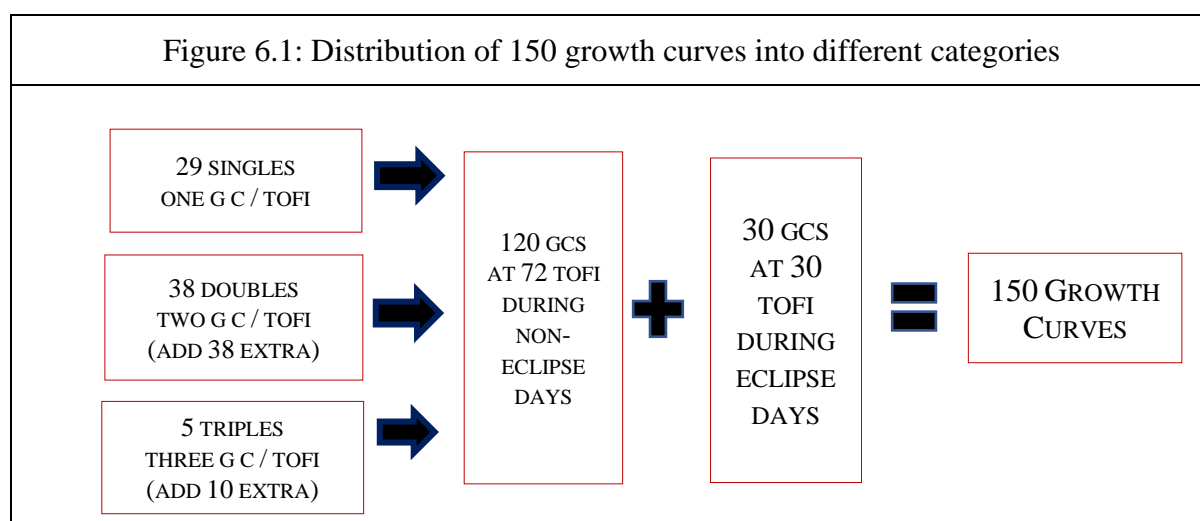 Figure 6.1: Distribution of 150 growth curves into different categories
29 SINGLES
ONE G C / TOFI
38 DOUBLES
TWO G C / TOFI
(ADD 38 EXTRA)
5 TRIPLES
THREE G C / TOFI
(ADD 10 EXTRA)
120 GCS
AT 72 TOFI
DURING
NON-
ECLIPSE
DAYS
30 GCS
AT 30
TOFI
DURING
ECLIPSE
DAYS
150 GROWTH
CURVES